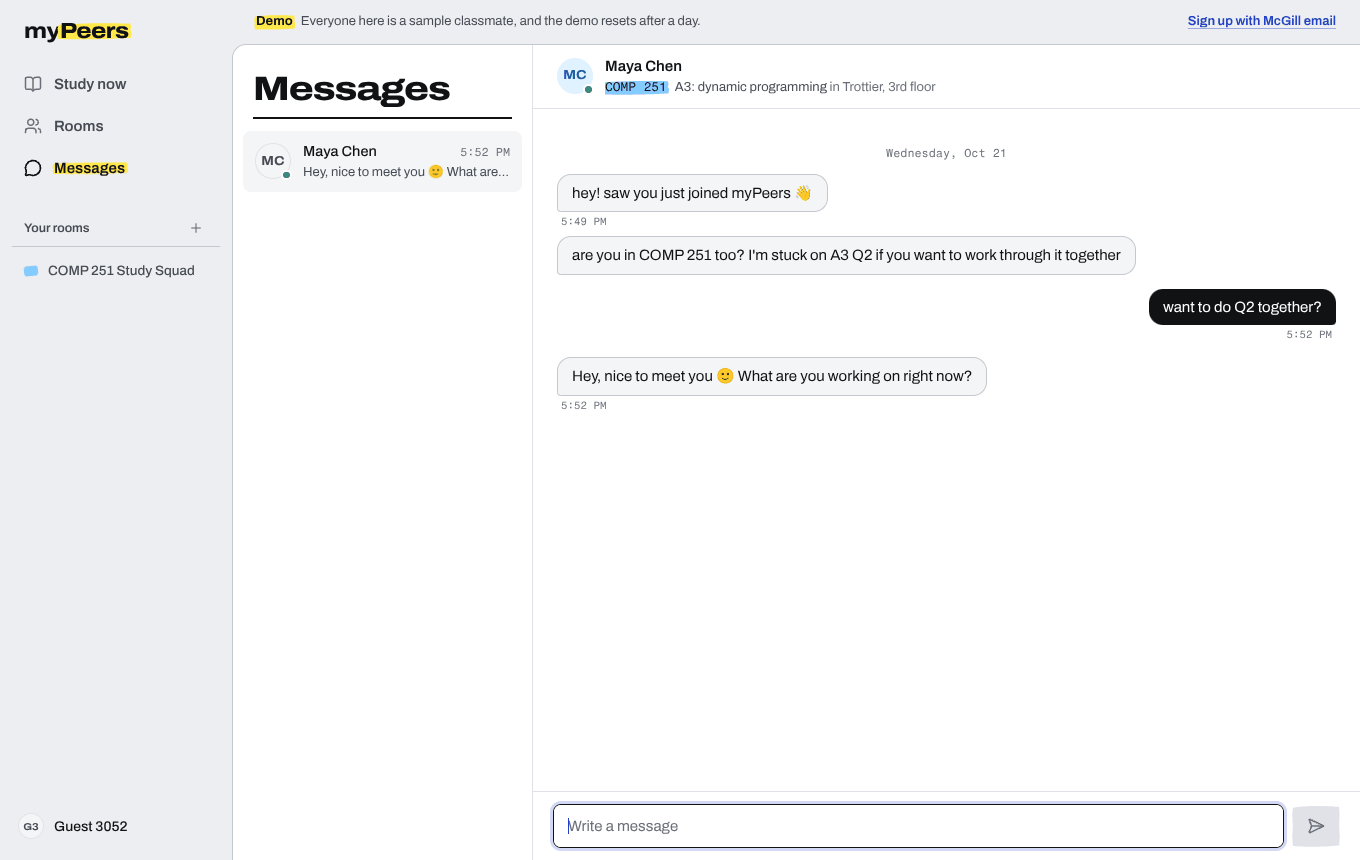 myPeers
Demo Everyone here is a sample classmate, and the demo resets after a day.
Sign up with McGill email
Study now
Rooms
Messages
Your rooms
COMP 251 Study Squad
G3 Guest 3052
Messages
MC
Maya Chen 5:52 PM
Hey, nice to meet you 🙂 What are...
MC
Maya Chen
COMP 251 A3: dynamic programming in Trottier, 3rd floor
Wednesday, Oct 21
hey! saw you just joined myPeers 👋
5:49 PM
are you in COMP 251 too? I'm stuck on A3 Q2 if you want to work through it together
want to do Q2 together?
5:52 PM
Hey, nice to meet you 🙂 What are you working on right now?
5:52 PM
Write a message